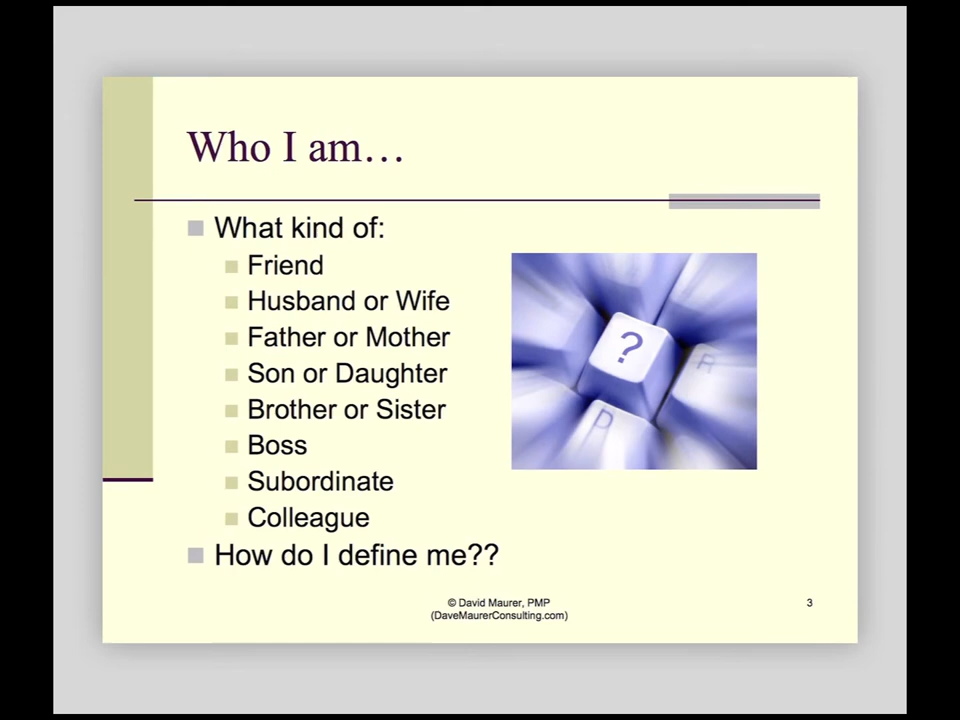 Who I am…
What kind of:
Friend
Husband or Wife
Father or Mother
Son or Daughter
Brother or Sister
Boss
Subordinate
Colleague
How do I define me??
?
R
P
© David Maurer, PMP
(DaveMaurerConsulting.com)
3